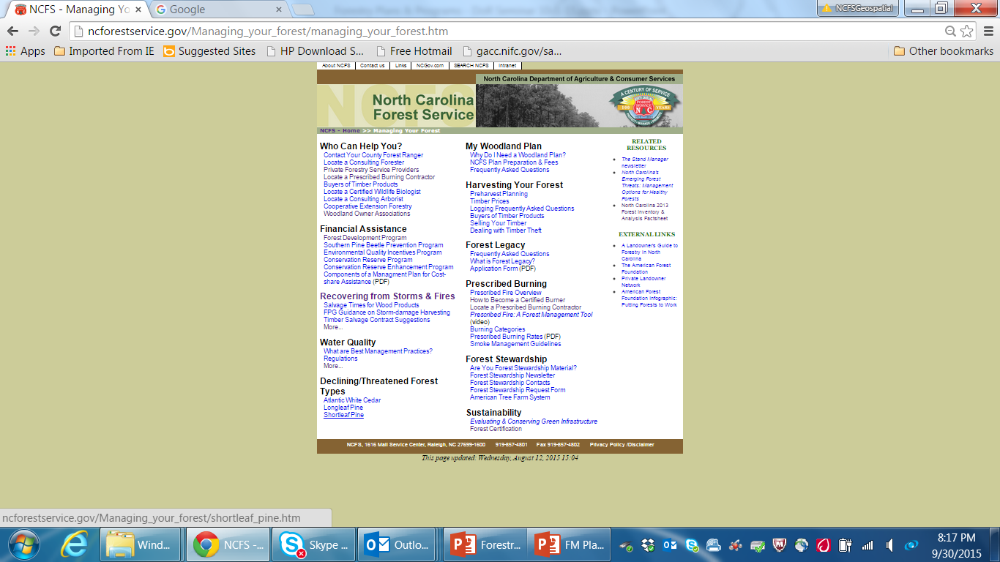 NCFS - Managing Yo
Google
NCFSGeospatial
ncforestservice.gov/Managing_your_forest/managing_your_forest.htm
Apps
Imported From IE
Suggested Sites
HP Download S...
Free Hotmail
gacc.nifc.gov/sa...
Other bookmarks
About NCFS
Contact us
Links
NCGov.com
SEARCH NCFS
Intranet
North Carolina Department of Agriculture & Consumer Services
NCFS
North Carolina
Forest Service
A CENTURY OF SERVICE
100 YEARS
FOREST
SERVICE
N C
NCFS - Home >> Managing Your Forest
Who Can Help You?
Contact Your County Forest Ranger
Locate a Consulting Forester
Private Forestry Service Providers
Locate a Prescribed Burning Contractor
Buyers of Timber Products
Locate a Certified Wildlife Biologist
Locate a Consulting Arborist
Cooperative Extension Forestry
Woodland Owner Associations
Financial Assistance
Forest Development Program
Southern Pine Beetle Prevention Program
Environmental Quality Incentives Program
Conservation Reserve Program
Conservation Reserve Enhancement Program
Components of a Managment Plan for Cost-
share Assistance (PDF)
Recovering from Storms & Fires
Salvage Times for Wood Products
FPG Guidance on Storm-damage Harvesting
Timber Salvage Contract Suggestions
More...
Water Quality
What are Best Management Practices?
Regulations
More...
Declining/Threatened Forest
Types
Atlantic White Cedar
Longleaf Pine
Shortleaf Pine
My Woodland Plan
Why Do I Need a Woodland Plan?
NCFS Plan Preparation & Fees
Frequently Asked Questions
Harvesting Your Forest
Preharvest Planning
Timber Prices
Logging Frequently Asked Questions
Buyers of Timber Products
Selling Your Timber
Dealing with Timber Theft
Forest Legacy
Frequently Asked Questions
What is Forest Legacy?
Application Form (PDF)
Prescribed Burning
Prescribed Fire Overview
How to Become a Certified Burner
Locate a Prescribed Burning Contractor
Prescribed Fire: A Forest Management Tool
(video)
Burning Categories
Prescribed Burning Rates (PDF)
Smoke Management Guidelines
Forest Stewardship
Are You Forest Stewardship Material?
Forest Stewardship Newsletter
Forest Stewardship Contacts
Forest Stewardship Request Form
American Tree Farm System
Sustainability
Evaluating & Conserving Green Infrastructure
Forest Certification
RELATED
RESOURCES
The Stand Manager
newsletter
North Carolina's
Emerging Forest
Threats: Management
Options for Healthy
Forests
North Carolina 2013
Forest Inventory &
Analysis Factsheet
EXTERNAL LINKS
A Landowner's Guide to
Forestry in North
Carolina
The American Forest
Foundation
Private Landowner
Network
American Forest
Foundation Infographic:
Putting Forests to Work
NCFS, 1616 Mail Service Center, Raleigh, NC 27699-1600 919-857-4801 Fax 919-857-4802 Privacy Policy /Disclaimer
This page updated: Wednesday, August 12, 2015 15:04
ncforestservice.gov/Managing_your_forest/shortleaf_pine.htm
Wind...
NCFS -...
Skype ...
Outlo...
Forestr...
FM Pla...
8:17 PM
9/30/2015